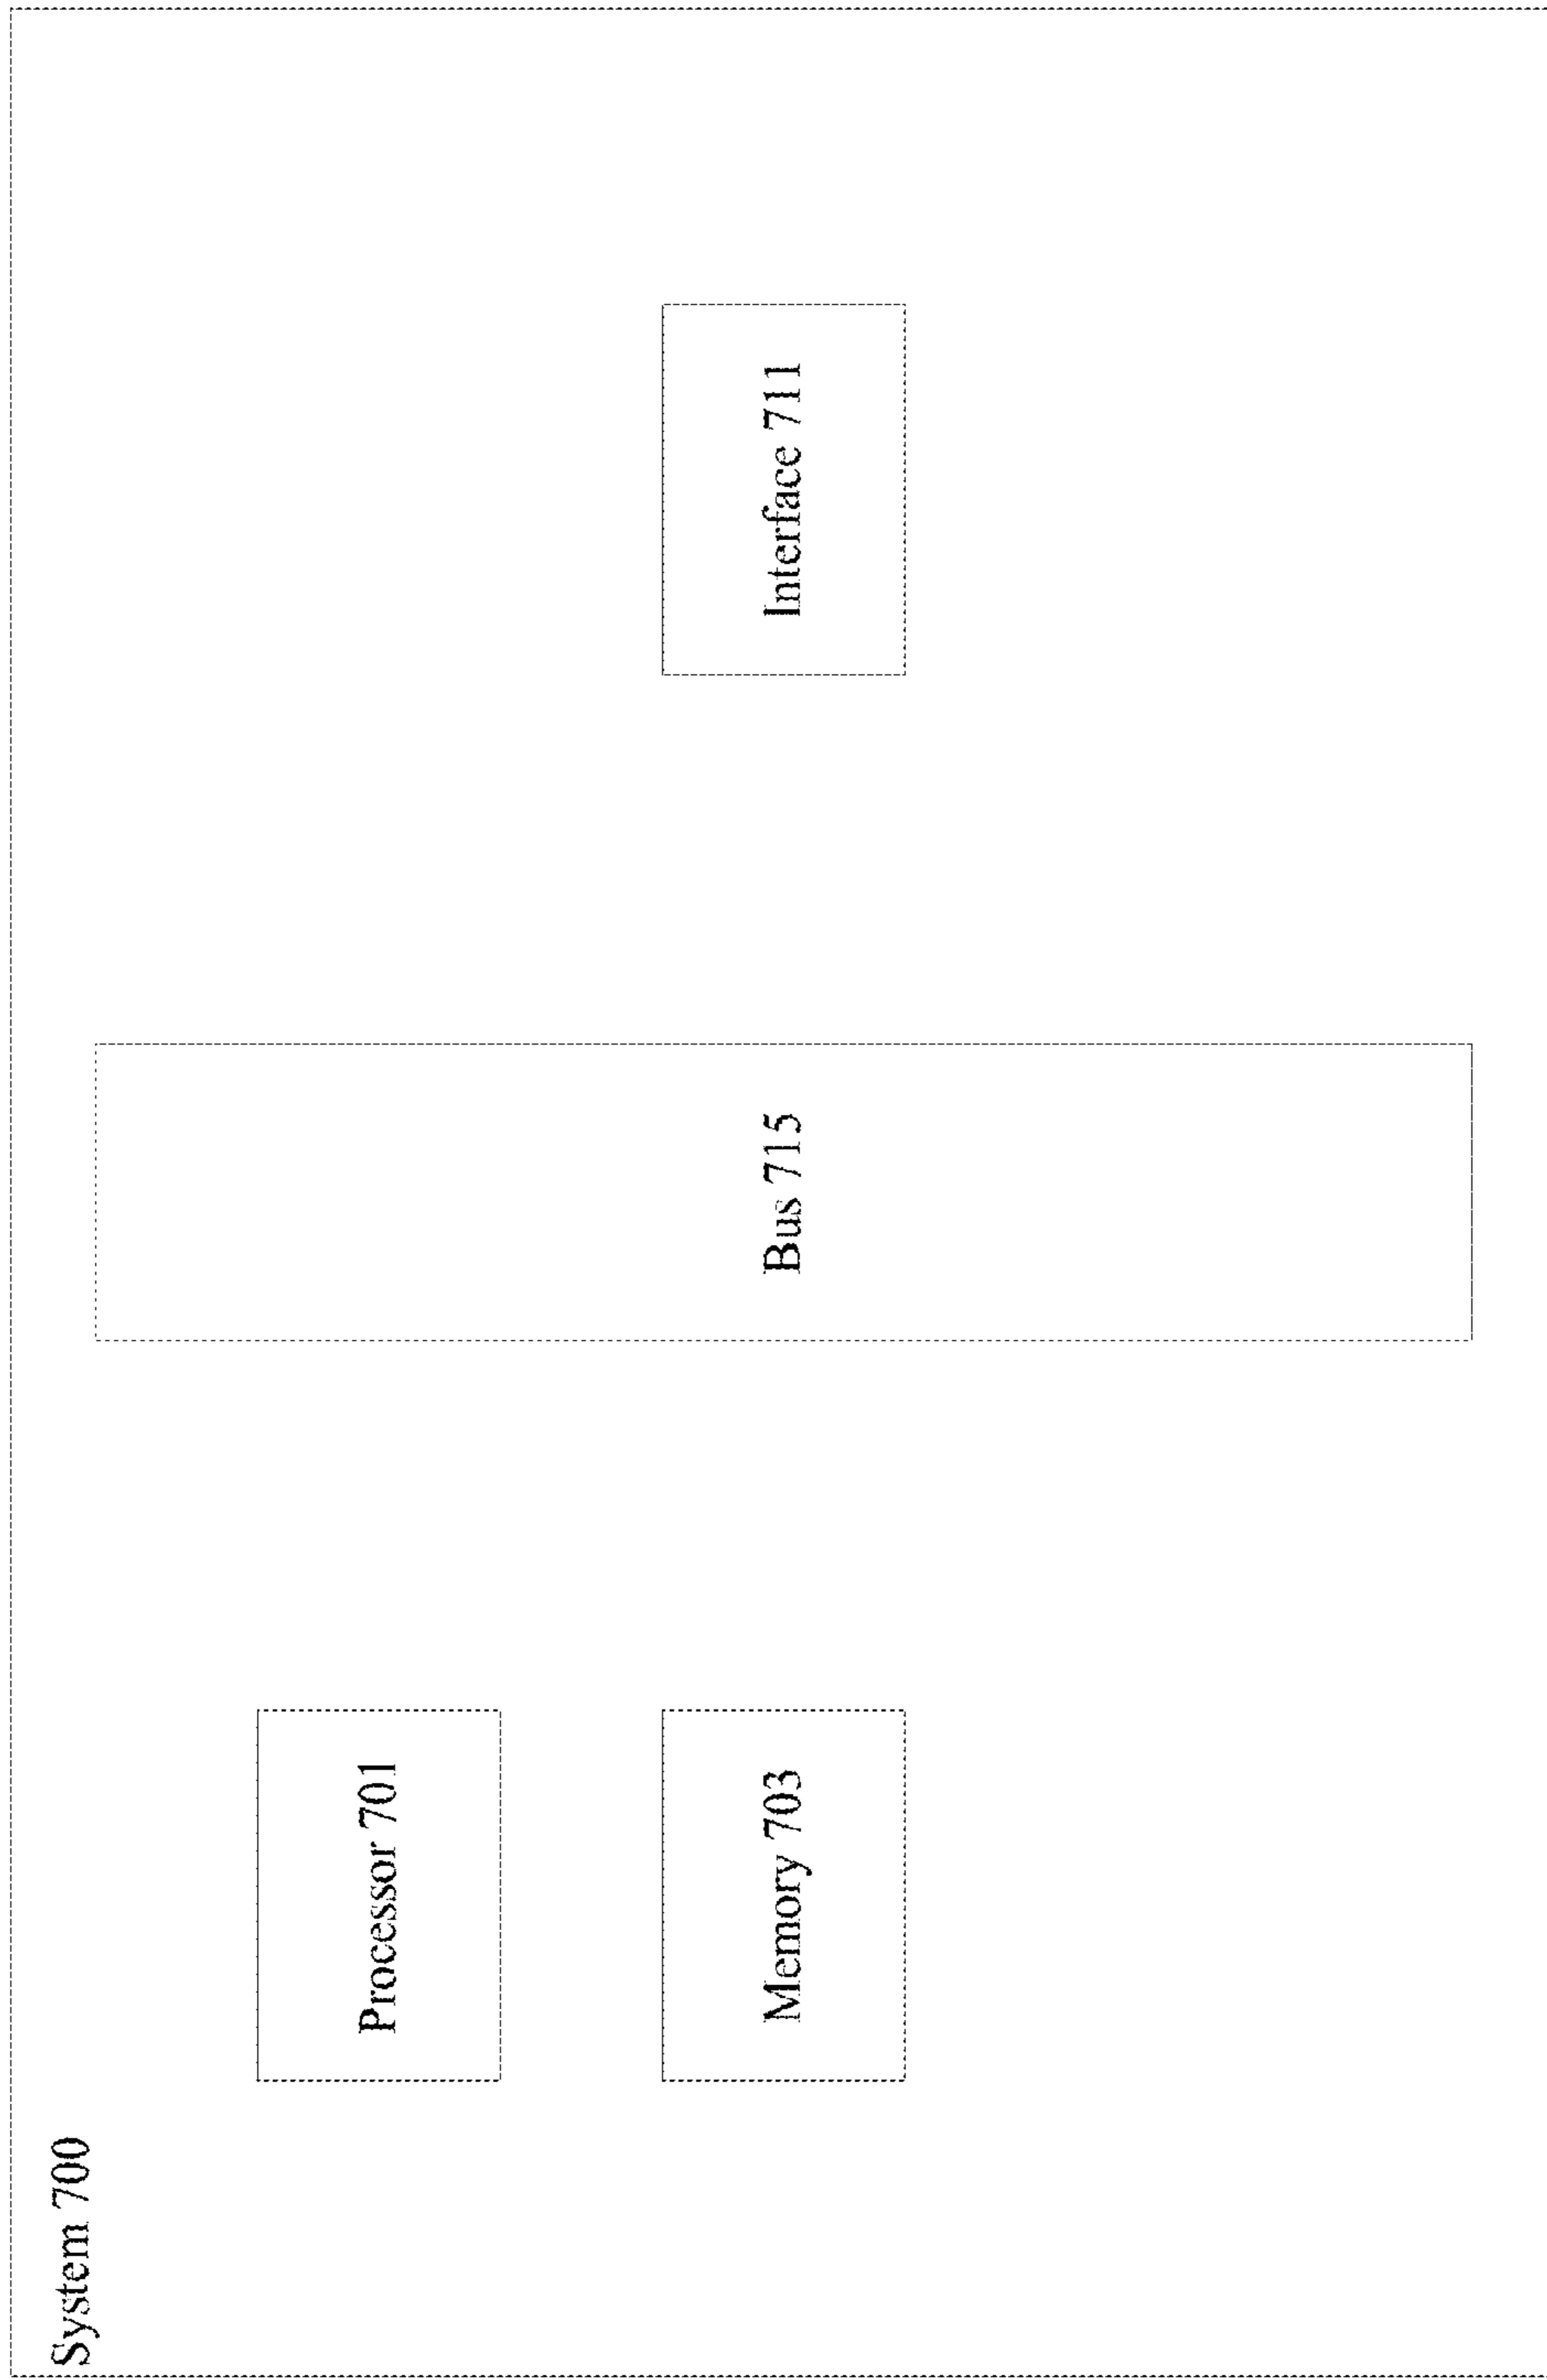 System 700
Processor 701
Memory 703
Bus 715
Interface 711